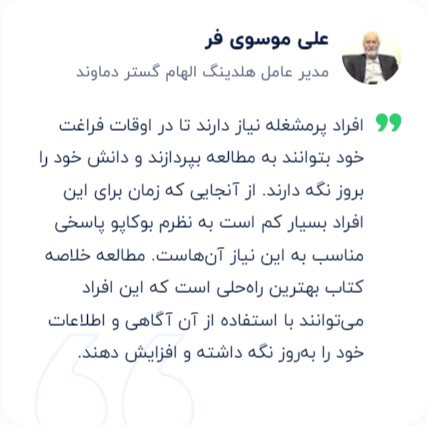 علی موسوی فر
مدیر عامل هلدینگ الهام گستر دماوند
افراد پرمشغله نیاز دارند تا در اوقات فراغت
خود بتوانند به مطالعه بپردازند و دانش خود را
بروز نگه دارند. از آنجایی که زمان برای این
افراد بسیار کم است به نظرم بوکاپو پاسخی
مناسب به این نیاز آن‌هاست. مطالعه خلاصه
کتاب بهترین راه‌حلی است که این افراد
می‌توانند با استفاده از آن آگاهی و اطلاعات
خود را به‌روز نگه داشته و افزایش دهند.